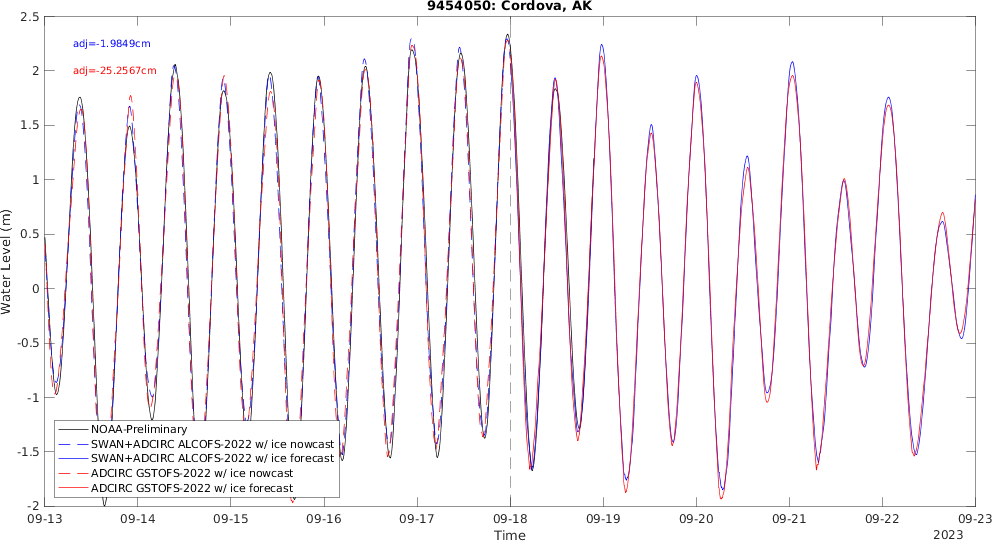 9454050: Cordova, AK
adj=-1.9849cm
adj=-25.2567cm
Water Level (m)
2.5
2
1.5
1
0.5
0
-0.5
-1
-1.5
-2
NOAA-Preliminary
SWAN+ADCIRC ALCOFS-2022 w/ ice nowcast
SWAN+ADCIRC ALCOFS-2022 w/ ice forecast
ADCIRC GSTOFS-2022 w/ ice nowcast
ADCIRC GSTOFS-2022 w/ ice forecast
09-13 09-14 09-15 09-16 09-17 09-18 09-19 09-20 09-21 09-22 09-23
Time
2023